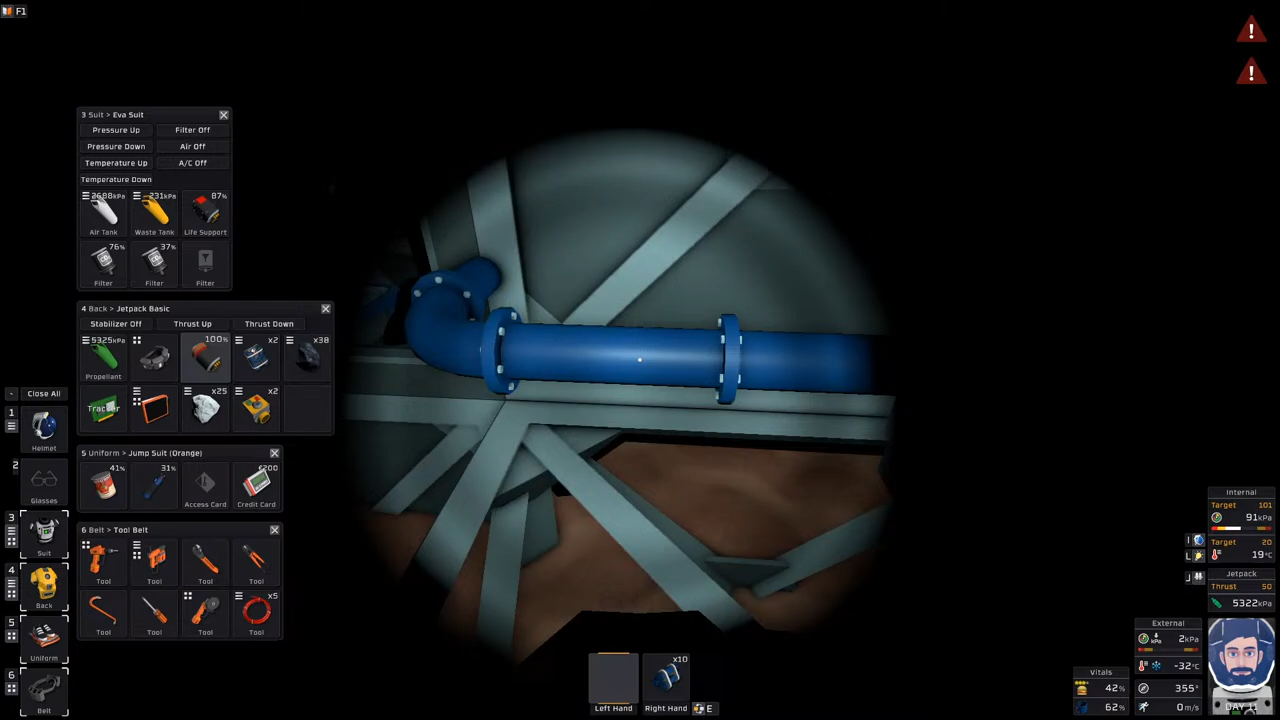 F1
3 Suit > Eva Suit
Pressure Up
Filter Off
Pressure Down
Air Off
Temperature Up
A/C Off
Temperature Down
2688kPa
231kPa
87%
Air Tank
Waste Tank
Life Support
76%
37%
Filter
Filter
Filter
4 Back > Jetpack Basic
Stabilizer Off
Thrust Up
Thrust Down
5325kPa
100%
x2
x38
Propellant
x25
x2
Tracker
Close All
1
Helmet
5 Uniform > Jump Suit (Orange)
2
41%
31%
€200
Glasses
Access Card
Credit Card
3
Suit
6 Belt > Tool Belt
Tool
Tool
Tool
Tool
4
Back
x5
Tool
Tool
Tool
Tool
5
Uniform
6
Belt
x10
Left Hand
Right Hand
E
Internal
Target 101
91kPa
Target 20
19°C
I
L
J
Jetpack
Thrust 50
5322kPa
External
kPa
2kPa
-32°C
355°
0m/s
Vitals
42%
62%
DAY 11